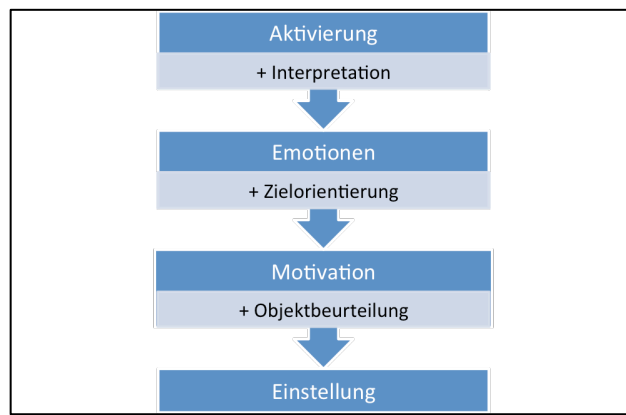 Aktivierung
+ Interpretation
Emotionen
+ Zielorientierung
Motivation
+ Objektbeurteilung
Einstellung